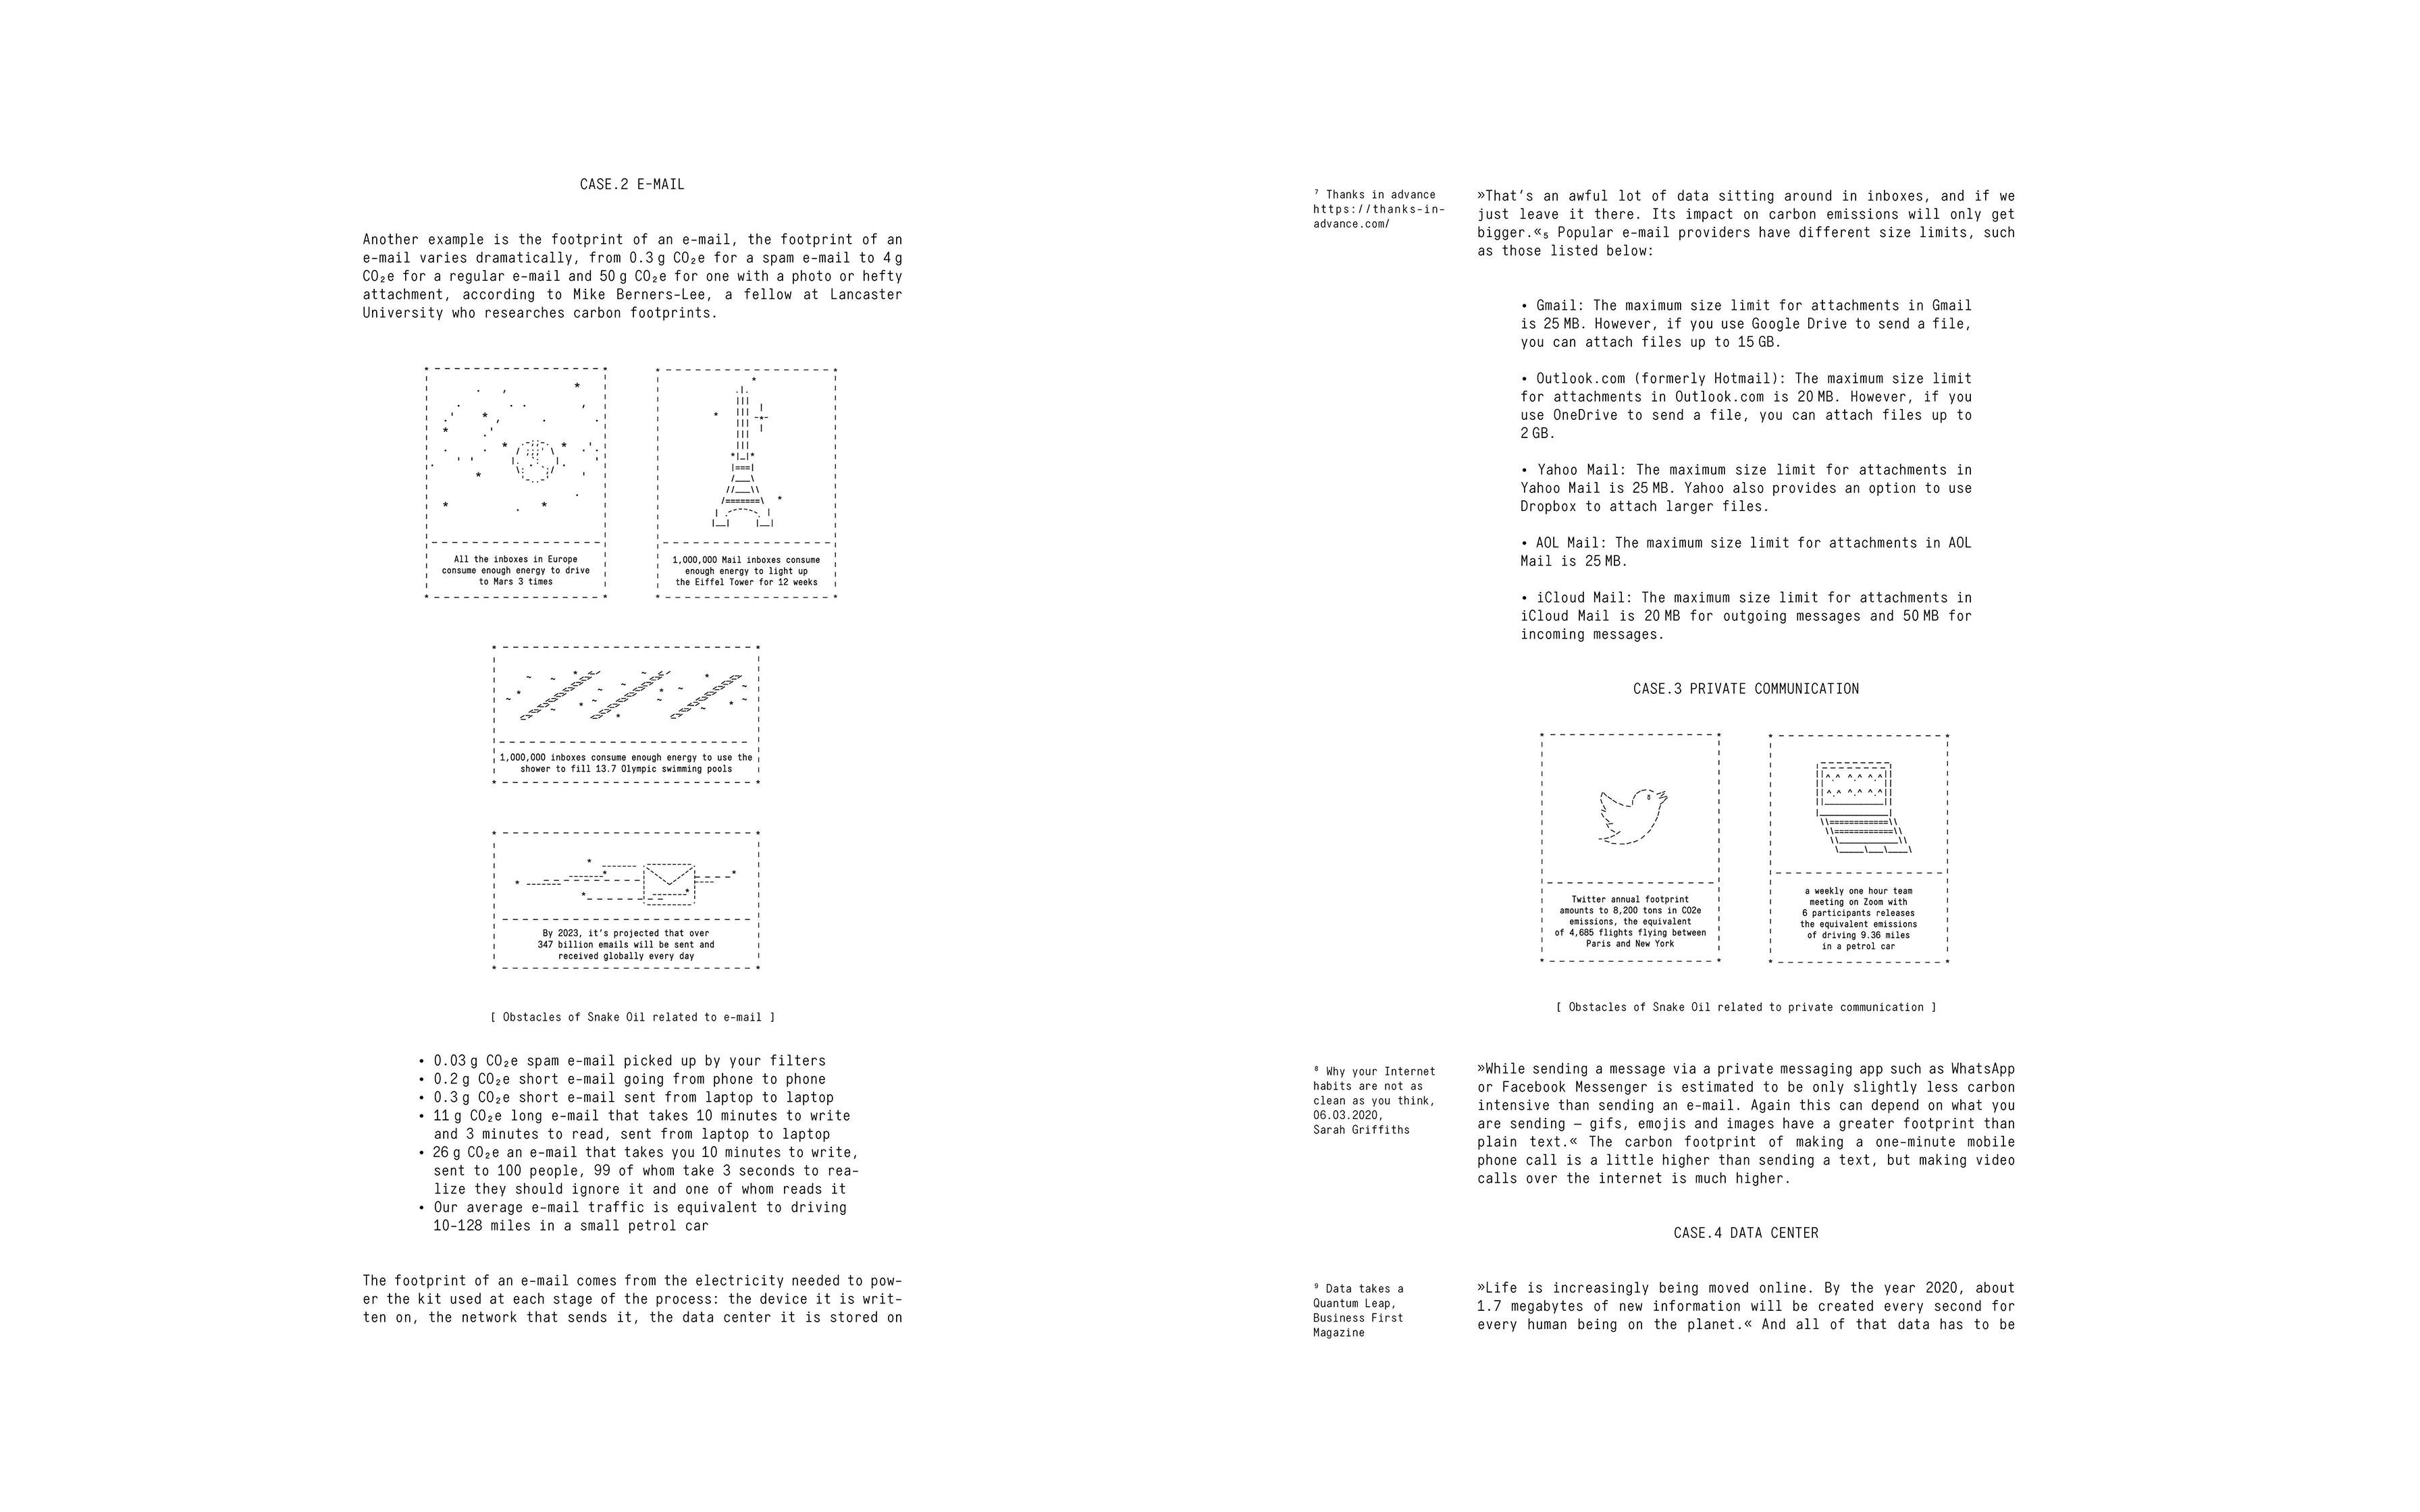 CASE.2 E-MAIL
Another example is the footprint of an e-mail, the footprint of an
e-mail varies dramatically, from 0.3 g CO₂e for a spam e-mail to 4 g
CO₂e for a regular e-mail and 50 g CO₂e for one with a photo or hefty
attachment, according to Mike Berners-Lee, a fellow at Lancaster
University who researches carbon footprints.
All the inboxes in Europe
consume enough energy to drive
to Mars 3 times
1,000,000 Mail inboxes consume
enough energy to light up
the Eiffel Tower for 12 weeks
1,000,000 inboxes consume enough energy to use the
shower to fill 13.7 Olympic swimming pools
By 2023, it's projected that over
347 billion emails will be sent and
received globally every day
[ Obstacles of Snake Oil related to e-mail ]
• 0.03 g CO₂e spam e-mail picked up by your filters
• 0.2 g CO₂e short e-mail going from phone to phone
• 0.3 g CO₂e short e-mail sent from laptop to laptop
• 11 g CO₂e long e-mail that takes 10 minutes to write
and 3 minutes to read, sent from laptop to laptop
• 26 g CO₂e an e-mail that takes you 10 minutes to write,
sent to 100 people, 99 of whom take 3 seconds to rea-
lize they should ignore it and one of whom reads it
• Our average e-mail traffic is equivalent to driving
10-128 miles in a small petrol car
The footprint of an e-mail comes from the electricity needed to pow-
er the kit used at each stage of the process: the device it is writ-
ten on, the network that sends it, the data center it is stored on
⁷ Thanks in advance
https://thanks-in-
advance.com/
»That's an awful lot of data sitting around in inboxes, and if we
just leave it there. Its impact on carbon emissions will only get
bigger.«₅ Popular e-mail providers have different size limits, such
as those listed below:
• Gmail: The maximum size limit for attachments in Gmail
is 25 MB. However, if you use Google Drive to send a file,
you can attach files up to 15 GB.
• Outlook.com (formerly Hotmail): The maximum size limit
for attachments in Outlook.com is 20 MB. However, if you
use OneDrive to send a file, you can attach files up to
2 GB.
• Yahoo Mail: The maximum size limit for attachments in
Yahoo Mail is 25 MB. Yahoo also provides an option to use
Dropbox to attach larger files.
• AOL Mail: The maximum size limit for attachments in AOL
Mail is 25 MB.
• iCloud Mail: The maximum size limit for attachments in
iCloud Mail is 20 MB for outgoing messages and 50 MB for
incoming messages.
CASE.3 PRIVATE COMMUNICATION
Twitter annual footprint
amounts to 8,200 tons in CO2e
emissions, the equivalent
of 4,685 flights flying between
Paris and New York
a weekly one hour team
meeting on Zoom with
6 participants releases
the equivalent emissions
of driving 9.36 miles
in a petrol car
[ Obstacles of Snake Oil related to private communication ]
⁸ Why your Internet
habits are not as
clean as you think,
06.03.2020,
Sarah Griffiths
»While sending a message via a private messaging app such as WhatsApp
or Facebook Messenger is estimated to be only slightly less carbon
intensive than sending an e-mail. Again this can depend on what you
are sending — gifs, emojis and images have a greater footprint than
plain text.« The carbon footprint of making a one-minute mobile
phone call is a little higher than sending a text, but making video
calls over the internet is much higher.
CASE.4 DATA CENTER
⁹ Data takes a
Quantum Leap,
Business First
Magazine
»Life is increasingly being moved online. By the year 2020, about
1.7 megabytes of new information will be created every second for
every human being on the planet.« And all of that data has to be